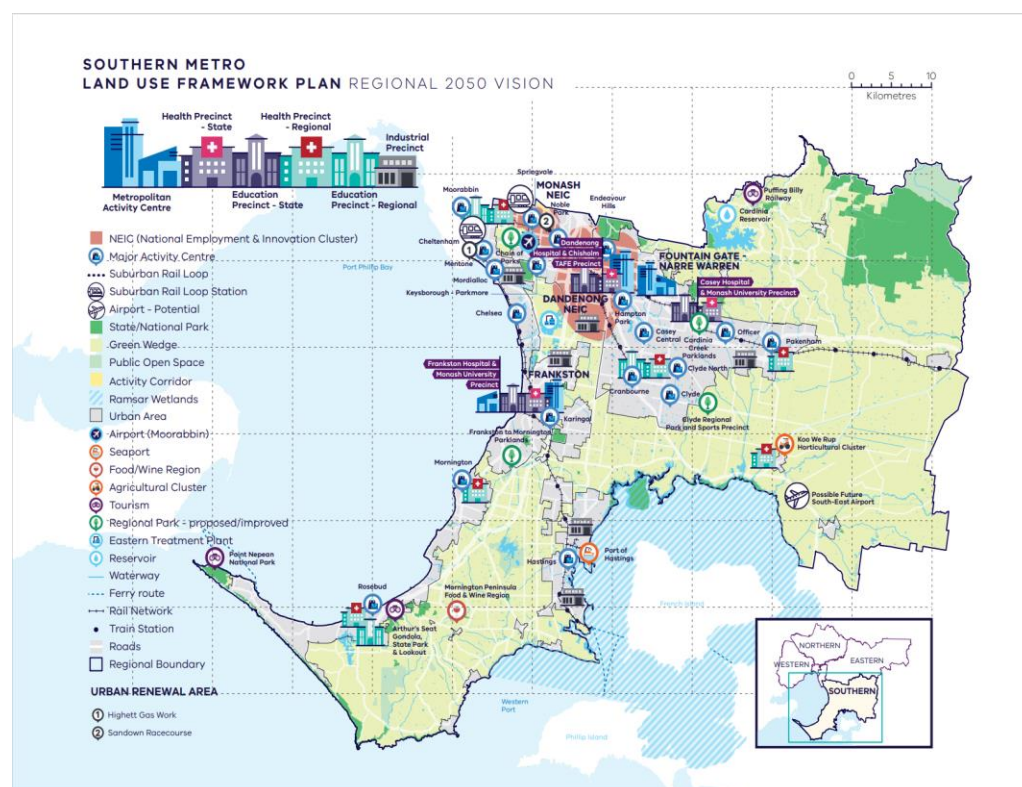 SOUTHERN METRO
LAND USE FRAMEWORK PLAN REGIONAL 2050 VISION
0 5 10
Kilometres
Health Precinct
- State
Health Precinct
- Regional
Industrial
Precinct
Metropolitan
Activity Centre
Education
Precinct - State
Education
Precinct - Regional
NEIC (National Employment & Innovation Cluster)
Major Activity Centre
Suburban Rail Loop
Suburban Rail Loop Station
Airport - Potential
State/National Park
Green Wedge
Public Open Space
Activity Corridor
Ramsar Wetlands
Urban Area
Airport (Moorabbin)
Seaport
Food/Wine Region
Agricultural Cluster
Tourism
Regional Park - proposed/improved
Eastern Treatment Plant
Reservoir
Waterway
Ferry route
Rail Network
Train Station
Roads
Regional Boundary
URBAN RENEWAL AREA
1 Highett Gas Work
2 Sandown Racecourse
Port Phillip Bay
Springvale
MONASH
NEIC
Moorabbin
Noble
Park
2
Endeavour
Hills
Puffing Billy
Railway
Cardinia
Reservoir
Cheltenham
1
Mentone
Chain of
Parks
Dandenong
Hospital & Chisholm
TAFE Precinct
FOUNTAIN GATE -
NARRE WARREN
Mordialloc
Casey Hospital
& Monash University Precinct
Keysborough - Parkmore
DANDENONG
NEIC
Chelsea
Hampton
Park
Casey
Central
Cardinia
Creek
Parklands
Officer
Pakenham
Frankston Hospital &
Monash University
Precinct
FRANKSTON
Clyde North
Cranbourne
Clyde
Karingal
Clyde Regional
Park and Sports Precinct
Frankston to Mornington
Parklands
Koo We Rup
Horticultural Cluster
Mornington
Possible Future
South-East Airport
Point Nepean
National Park
Hastings
Port of
Hastings
Rosebud
Mornington Peninsula
Food & Wine Region
French Island
Arthur's Seat
Gondola,
State Park
& Lookout
Western
Port
Phillip Island
NORTHERN
WESTERN
EASTERN
SOUTHERN